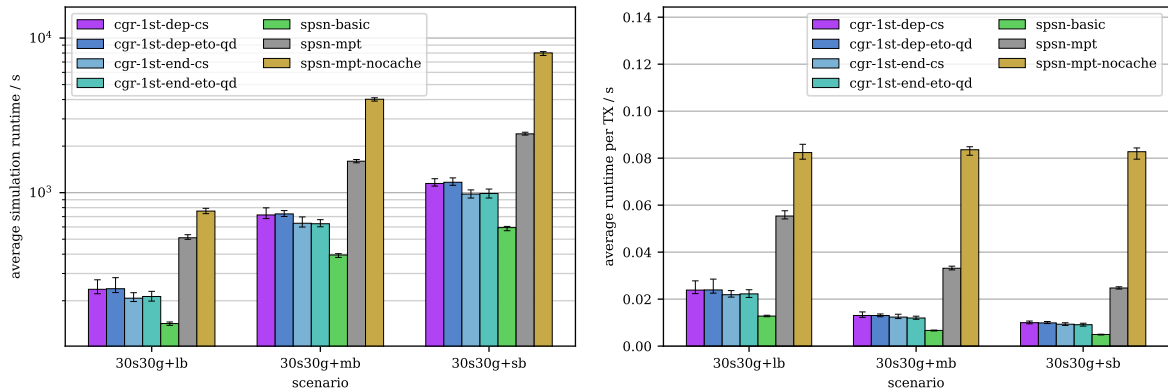 average simulation runtime / s
10^4
10^3
cgr-1st-dep-cs
cgr-1st-dep-eto-qd
cgr-1st-end-cs
cgr-1st-end-eto-qd
spsn-basic
spsn-mpt
spsn-mpt-nocache
30s30g+lb
30s30g+mb
30s30g+sb
scenario
average runtime per TX / s
0.14
0.12
0.10
0.08
0.06
0.04
0.02
0.00
cgr-1st-dep-cs
cgr-1st-dep-eto-qd
cgr-1st-end-cs
cgr-1st-end-eto-qd
spsn-basic
spsn-mpt
spsn-mpt-nocache
30s30g+lb
30s30g+mb
30s30g+sb
scenario